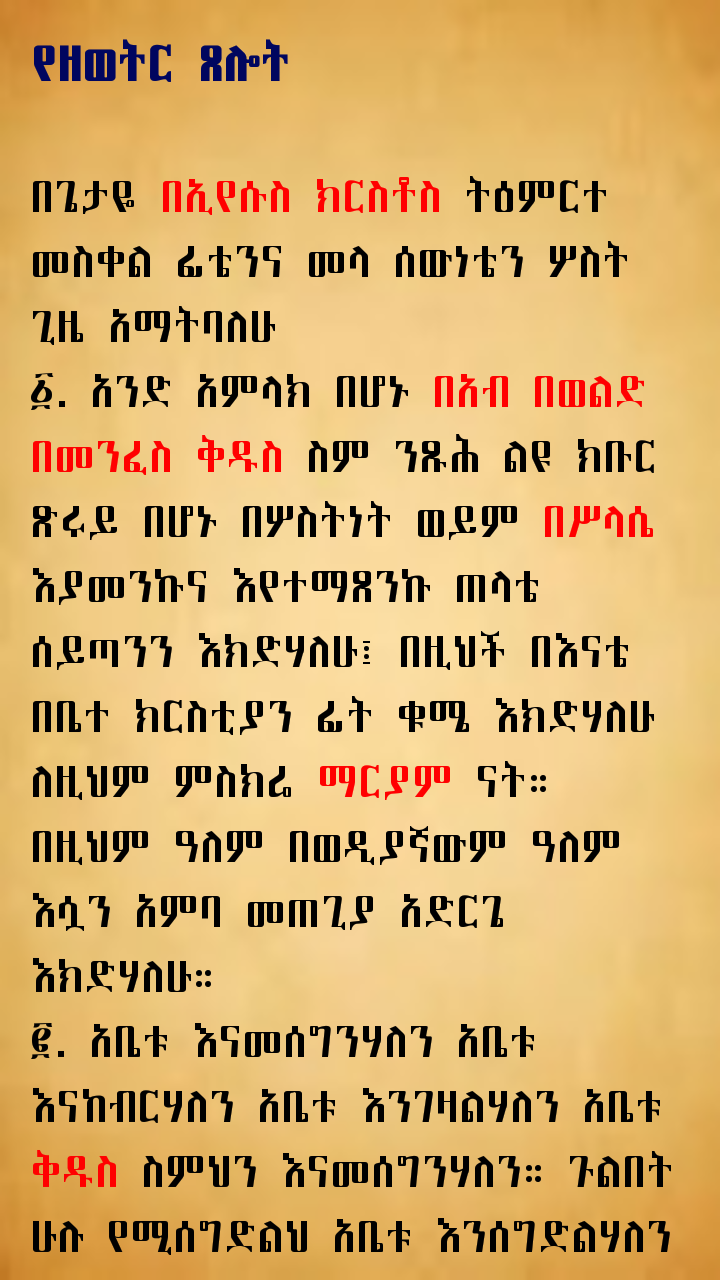 የዘወትር ጸሎት
በጌታዬ በኢየሱስ ክርስቶስ ትዕምርተ
መስቀል ፊቴንና መላ ሰውነቴን ሦስት
ጊዜ አማትባለሁ
፩. አንድ አምላክ በሆኑ በአብ በወልድ
በመንፈስ ቅዱስ ስም ንጹሕ ልዩ ክቡር
ጽሩይ በሆኑ በሦስትነት ወይም በሥላሴ
እያመንኩና እየተማጸንኩ ጠላቴ
ሰይጣንን እክድሃለሁ፤ በዚህች በእናቴ
በቤተ ክርስቲያን ፊት ቁሜ እክድሃለሁ
ለዚህም ምስክሬ ማርያም ናት።
በዚህም ዓለም በወዲያኛውም ዓለም
እሷን አምባ መጠጊያ አድርጌ
እክድሃለሁ።
፪. አቤቱ እናመሰግንሃለን አቤቱ
እናከብርሃለን አቤቱ እንገዛልሃለን አቤቱ
ቅዱስ ስምህን እናመሰግንሃለን። ጉልበት
ሁሉ የሚሰግድልህ አቤቱ እንሰግድልሃለን